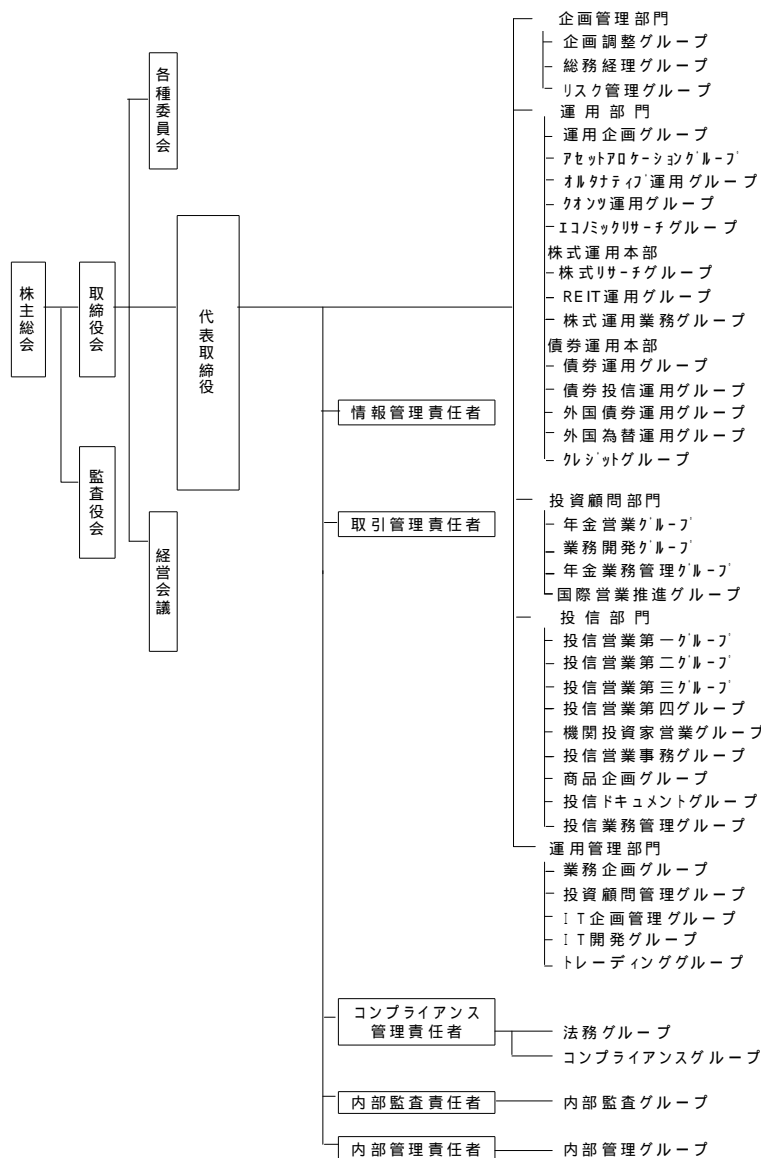 株主総会
取締役会
監査役会
各種委員会
代表取締役
経営会議
情報管理責任者
取引管理責任者
企画管理部門
企画調整グループ
総務経理グループ
リスク管理グループ
運用部門
運用企画グループ
アセットアロケーショングループ
オルタナティブ運用グループ
クオンツ運用グループ
エコノミックリサーチグループ
株式運用本部
株式リサーチグループ
REIT運用グループ
株式運用業務グループ
債券運用本部
債券運用グループ
債券投信運用グループ
外国債券運用グループ
外国為替運用グループ
クレジットグループ
投資顧問部門
年金営業グループ
業務開発グループ
年金業務管理グループ
国際営業推進グループ
投信部門
投信営業第一グループ
投信営業第二グループ
投信営業第三グループ
投信営業第四グループ
機関投資家営業グループ
投信営業事務グループ
商品企画グループ
投信ドキュメントグループ
投信業務管理グループ
運用管理部門
業務企画グループ
投資顧問管理グループ
IT企画管理グループ
IT開発グループ
トレーディンググループ
コンプライアンス
管理責任者
法務グループ
コンプライアンスグループ
内部監査責任者
内部監査グループ
内部管理責任者
内部管理グループ